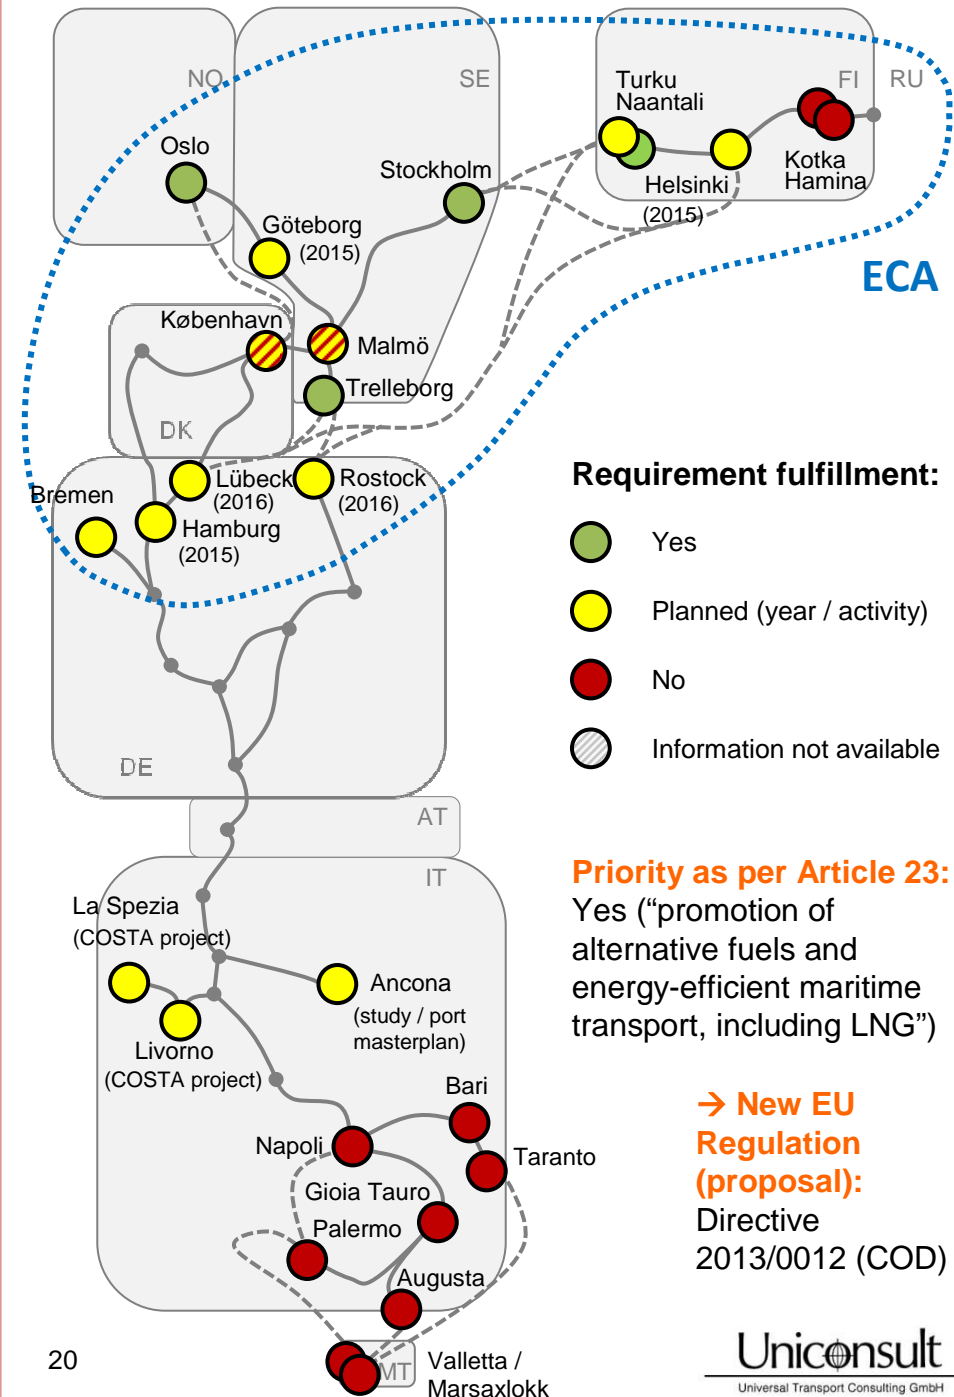 NO
SE
FI
RU
Turku
Naantali
Oslo
Stockholm
Kotka
Hamina
Helsinki
(2015)
Göteborg
(2015)
ECA
København
Malmö
Trelleborg
DK
Bremen
Lübeck
(2016)
Rostock
(2016)
Hamburg
(2015)
DE
Requirement fulfillment:
Yes
Planned (year / activity)
No
Information not available
AT
IT
La Spezia
(COSTA project)
Ancona
(study / port
masterplan)
Livorno
(COSTA project)
Priority as per Article 23:
Yes (“promotion of
alternative fuels and
energy-efficient maritime
transport, including LNG”)
Bari
Napoli
Taranto
Gioia Tauro
Palermo
Augusta
→ New EU
Regulation
(proposal):
Directive
2013/0012 (COD)
MT
Valletta /
Marsaxlokk
20
Uniconsult
Universal Transport Consulting GmbH